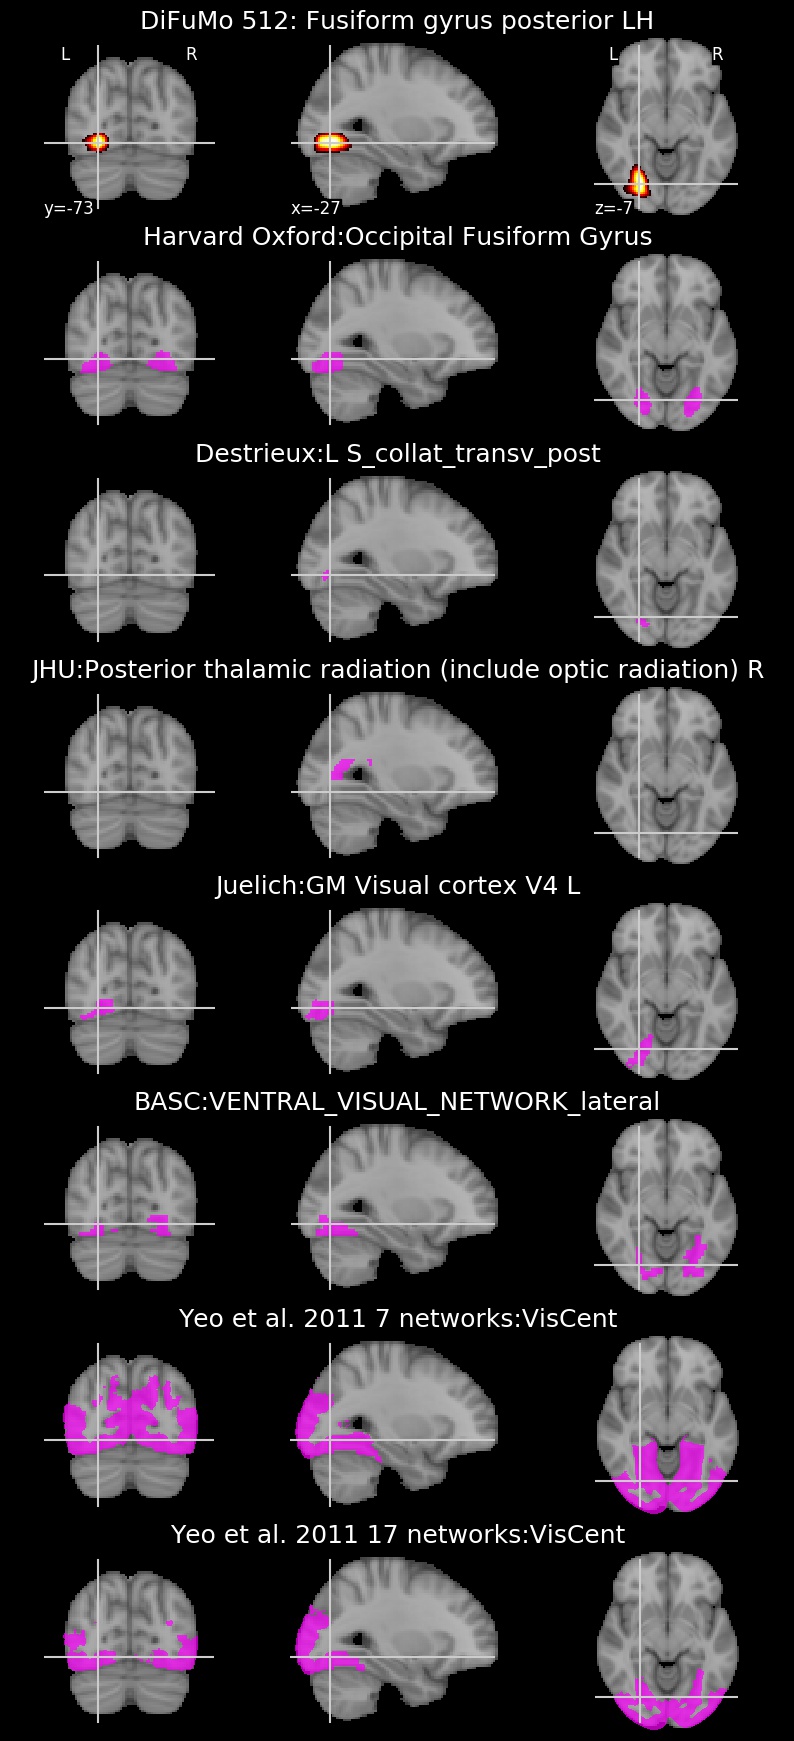 DiFuMo 512: Fusiform gyrus posterior LH
L R L R
y=-73 x=-27 z=-7
Harvard Oxford:Occipital Fusiform Gyrus
Destrieux:L S_collat_transv_post
JHU:Posterior thalamic radiation (include optic radiation) R
Juelich:GM Visual cortex V4 L
BASC:VENTRAL_VISUAL_NETWORK_lateral
Yeo et al. 2011 7 networks:VisCent
Yeo et al. 2011 17 networks:VisCent